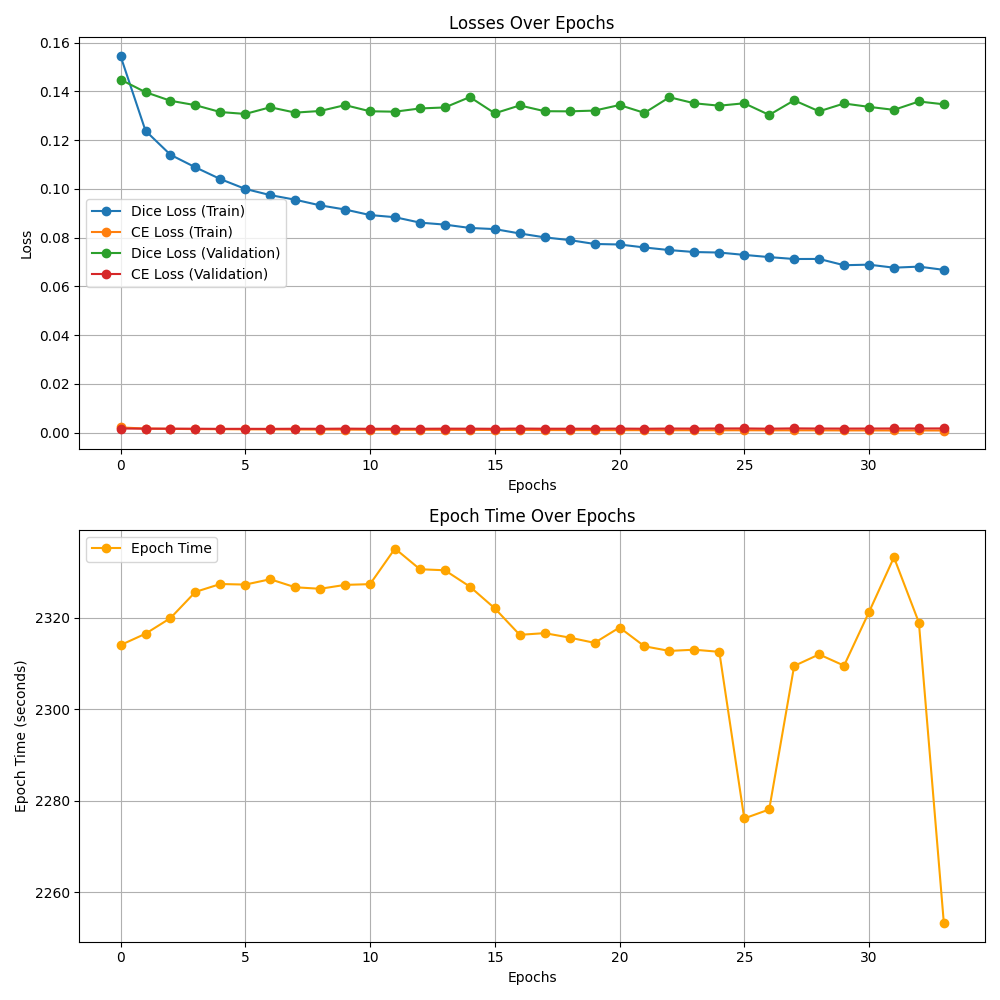 Losses Over Epochs
0.16
0.14
0.12
0.10
0.08
0.06
0.04
0.02
0.00
Loss
Dice Loss (Train)
CE Loss (Train)
Dice Loss (Validation)
CE Loss (Validation)
0 5 10 15 20 25 30
Epochs
Epoch Time Over Epochs
Epoch Time
2320
2300
2280
2260
Epoch Time (seconds)
0 5 10 15 20 25 30
Epochs